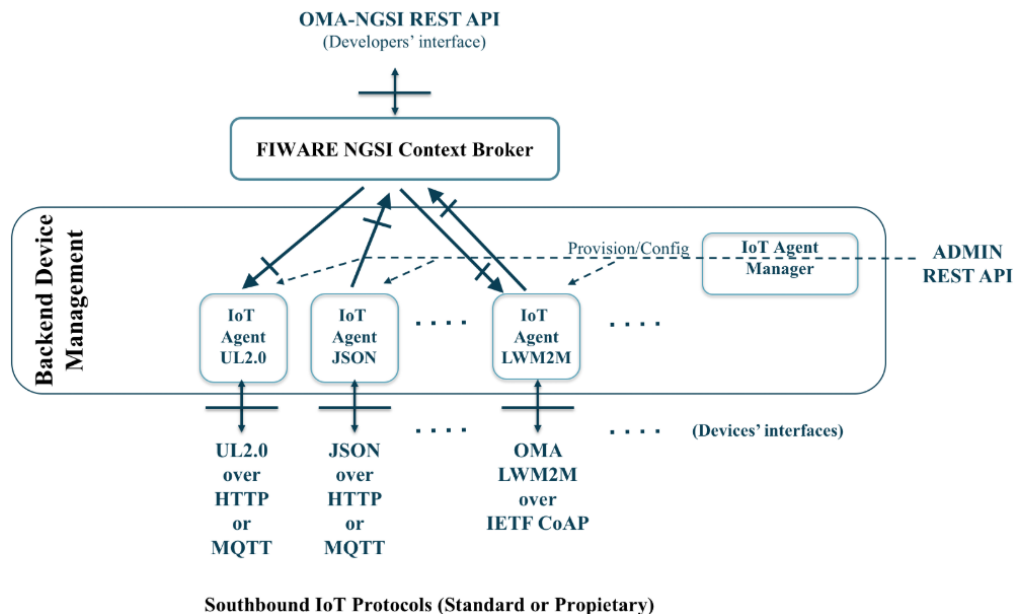 OMA-NGSI REST API
(Developers' interface)
FIWARE NGSI Context Broker
Backend Device
Management
Provision/Config
IoT Agent
Manager
ADMIN
REST API
IoT
Agent
UL2.0
IoT
Agent
JSON
. . . .
IoT
Agent
LWM2M
. . . .
UL2.0
over
HTTP
or
MQTT
JSON
over
HTTP
or
MQTT
. . . .
OMA
LWM2M
over
IETF CoAP
. . . .
(Devices' interfaces)
Southbound IoT Protocols (Standard or Propietary)